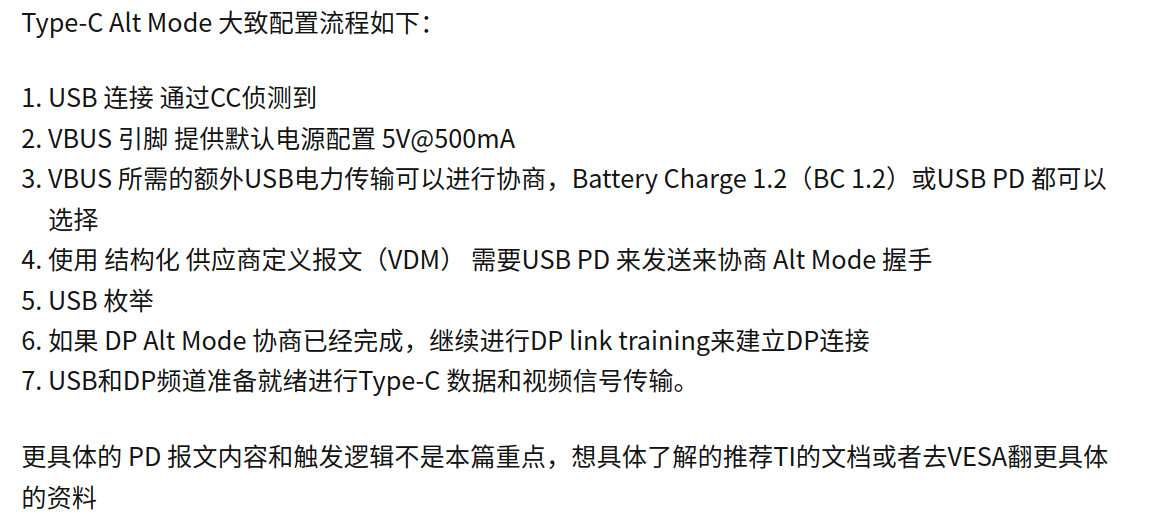 Type-C Alt Mode 大致配置流程如下：
1. USB 连接 通过CC侦测到
2. VBUS 引脚 提供默认电源配置 5V@500mA
3. VBUS 所需的额外USB电力传输可以进行协商，Battery Charge 1.2（BC 1.2）或USB PD 都可以
选择
4. 使用 结构化 供应商定义报文（VDM） 需要USB PD 来发送来协商 Alt Mode 握手
5. USB 枚举
6. 如果 DP Alt Mode 协商已经完成，继续进行DP link training来建立DP连接
7. USB和DP频道准备就绪进行Type-C 数据和视频信号传输。
更具体的 PD 报文内容和触发逻辑不是本篇重点，想具体了解的推荐TI的文档或者去VESA翻更具体
的资料